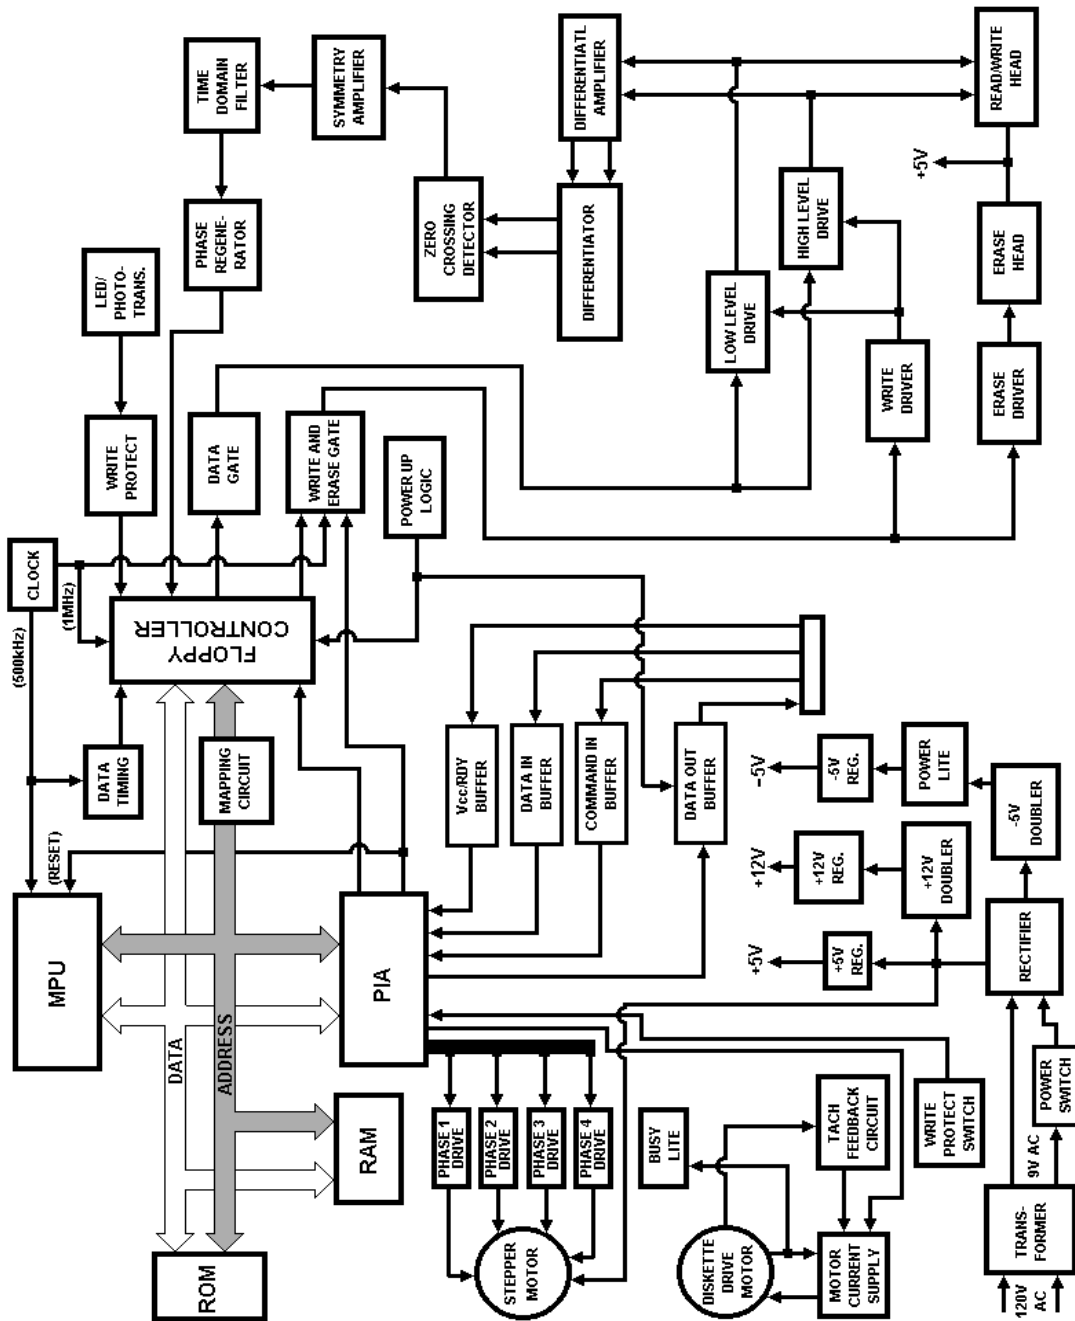 ROM
MPU
DATA
ADDRESS
RAM
PIA
(RESET)
MAPPING
CIRCUIT
DATA
TIMING
(500kHz)
CLOCK
(1MHz)
FLOPPY
CONTROLLER
WRITE
PROTECT
LED/
PHOTO-
TRANS.
DATA
GATE
WRITE AND
ERASE GATE
POWER UP
LOGIC
PHASE
REGENE-
RATOR
TIME
DOMAIN
FILTER
SYMMETRY
AMPLIFIER
ZERO
CROSSING
DETECTOR
DIFFERENTIATOR
DIFFERENTIATL
AMPLIFIER
LOW LEVEL
DRIVE
HIGH LEVEL
DRIVE
WRITE
DRIVER
ERASE
DRIVER
ERASE
HEAD
+5V
READ/WRITE
HEAD
PHASE 1
DRIVE
PHASE 2
DRIVE
PHASE 3
DRIVE
PHASE 4
DRIVE
STEPPER
MOTOR
Vcc/RDY
BUFFER
DATA IN
BUFFER
COMMAND IN
BUFFER
DATA OUT
BUFFER
BUSY
LITE
DISKETTE
DRIVE
MOTOR
TACH
FEEDBACK
CIRCUIT
MOTOR
CURRENT
SUPPLY
WRITE
PROTECT
SWITCH
+5V
+5V
REG.
+12V
+12V
REG.
+12V
DOUBLER
−5V
-5V
REG.
POWER
LITE
-5V
DOUBLER
RECTIFIER
POWER
SWITCH
9V AC
TRANS-
FORMER
120V
AC